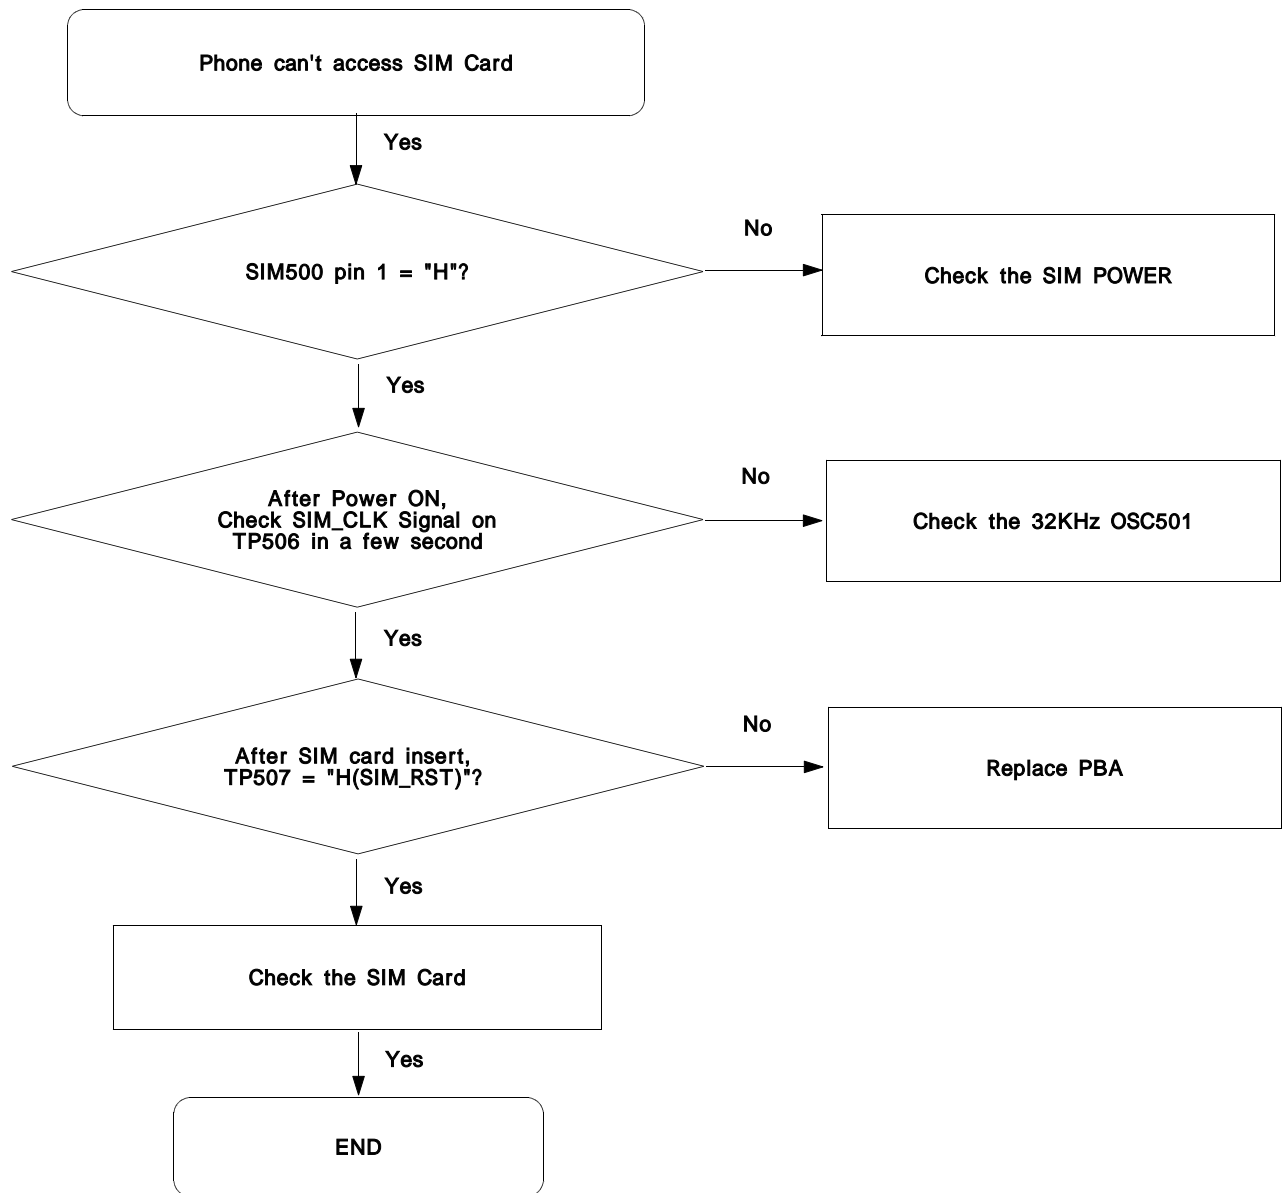 Phone can't access SIM Card
Yes
SIM500 pin 1 = "H"?
No
Check the SIM POWER
Yes
After Power ON,
Check SIM_CLK Signal on
TP506 in a few second
No
Check the 32KHz OSC501
Yes
After SIM card insert,
TP507 = "H(SIM_RST)"?
No
Replace PBA
Yes
Check the SIM Card
Yes
END